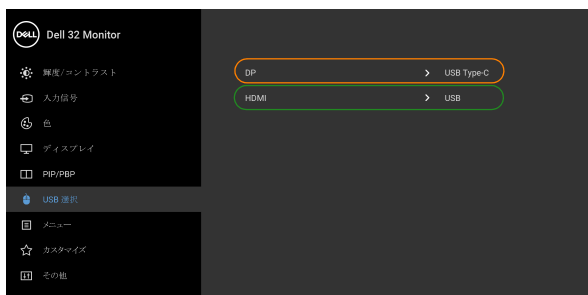 DELL Dell 32 Monitor
輝度/コントラスト
DP USB Type-C
入力信号
HDMI USB
色
ディスプレイ
PIP/PBP
USB 選択
メニュー
カスタマイズ
その他